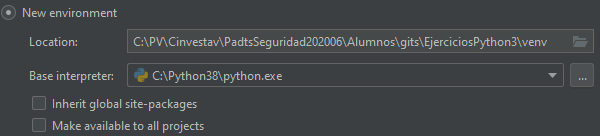 New environment
Location: C:\PV\Cinvestav\PadtsSeguridad202006\Alumnos\gits\EjerciciosPython3\venv
Base interpreter: C:\Python38\python.exe ...
Inherit global site-packages
Make available to all projects